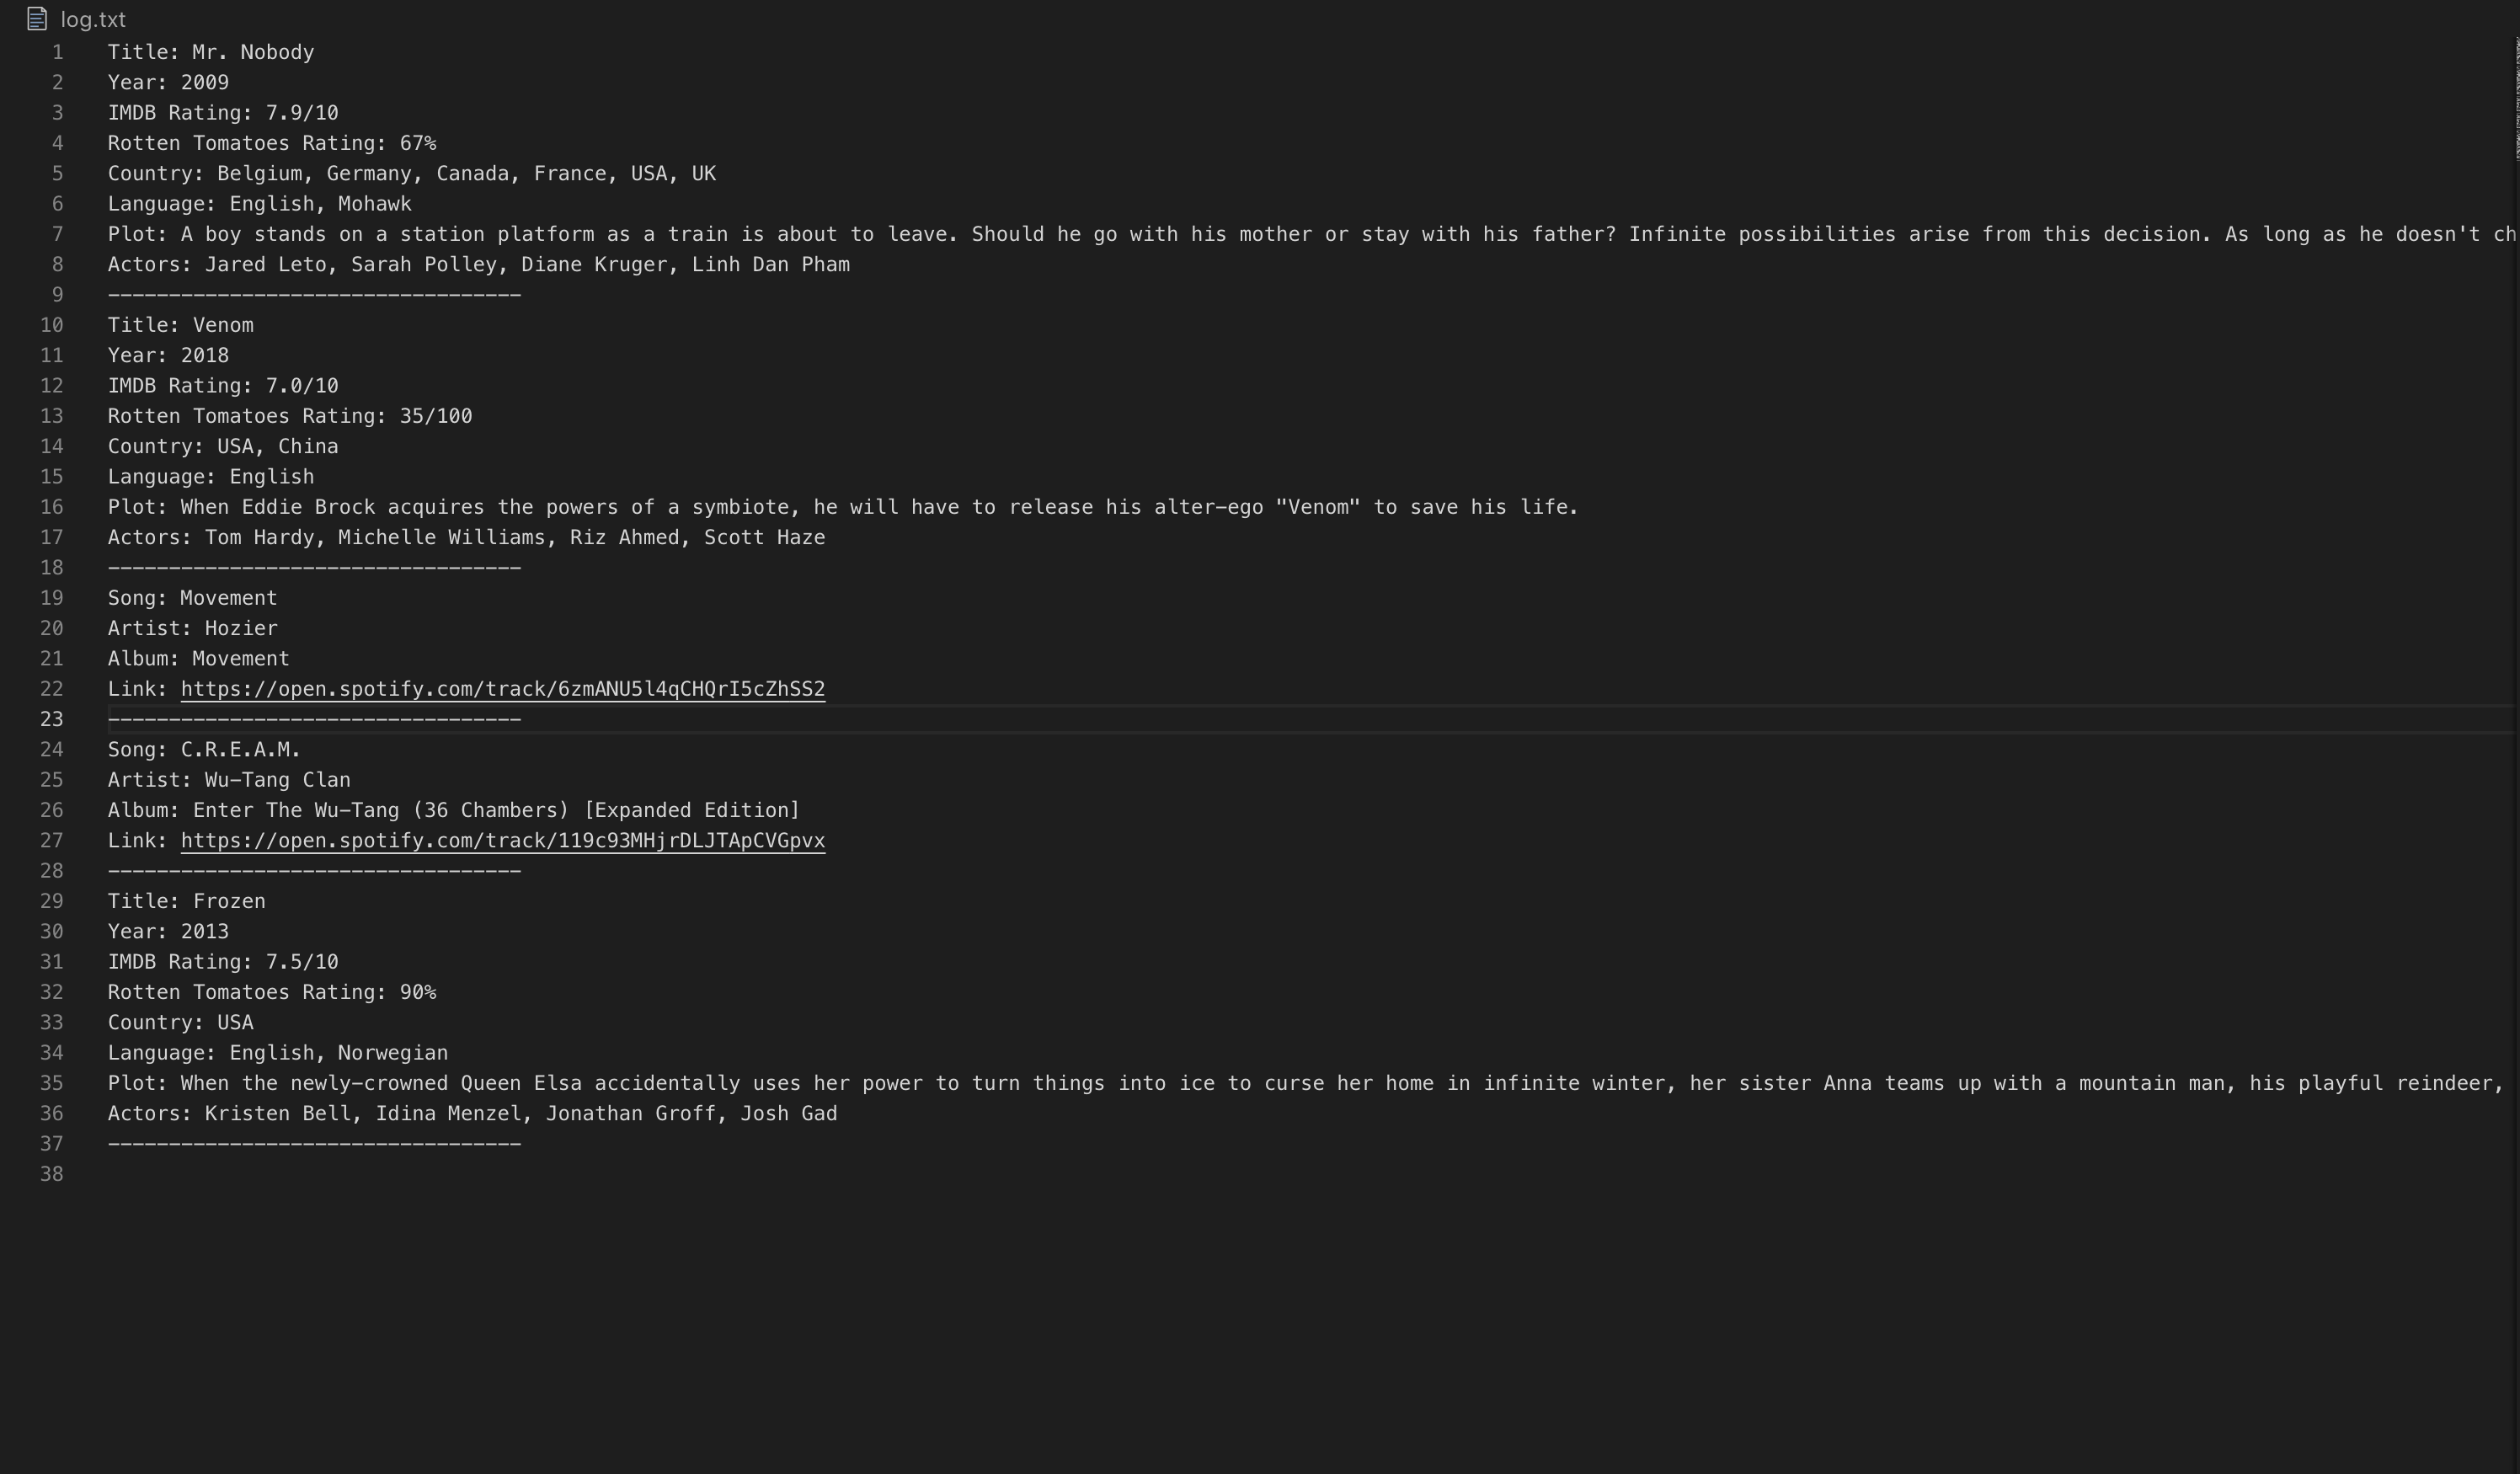 log.txt
1 Title: Mr. Nobody
2 Year: 2009
3 IMDB Rating: 7.9/10
4 Rotten Tomatoes Rating: 67%
5 Country: Belgium, Germany, Canada, France, USA, UK
6 Language: English, Mohawk
7 Plot: A boy stands on a station platform as a train is about to leave. Should he go with his mother or stay with his father? Infinite possibilities arise from this decision. As long as he doesn't ch
8 Actors: Jared Leto, Sarah Polley, Diane Kruger, Linh Dan Pham
9 ----------------------------------
10 Title: Venom
11 Year: 2018
12 IMDB Rating: 7.0/10
13 Rotten Tomatoes Rating: 35/100
14 Country: USA, China
15 Language: English
16 Plot: When Eddie Brock acquires the powers of a symbiote, he will have to release his alter-ego "Venom" to save his life.
17 Actors: Tom Hardy, Michelle Williams, Riz Ahmed, Scott Haze
18 ----------------------------------
19 Song: Movement
20 Artist: Hozier
21 Album: Movement
22 Link: https://open.spotify.com/track/6zmANU5l4qCHQrI5cZhSS2
23 ----------------------------------
24 Song: C.R.E.A.M.
25 Artist: Wu-Tang Clan
26 Album: Enter The Wu-Tang (36 Chambers) [Expanded Edition]
27 Link: https://open.spotify.com/track/119c93MHjrDLJTApCVGpvx
28 ----------------------------------
29 Title: Frozen
30 Year: 2013
31 IMDB Rating: 7.5/10
32 Rotten Tomatoes Rating: 90%
33 Country: USA
34 Language: English, Norwegian
35 Plot: When the newly-crowned Queen Elsa accidentally uses her power to turn things into ice to curse her home in infinite winter, her sister Anna teams up with a mountain man, his playful reindeer,
36 Actors: Kristen Bell, Idina Menzel, Jonathan Groff, Josh Gad
37 ----------------------------------
38